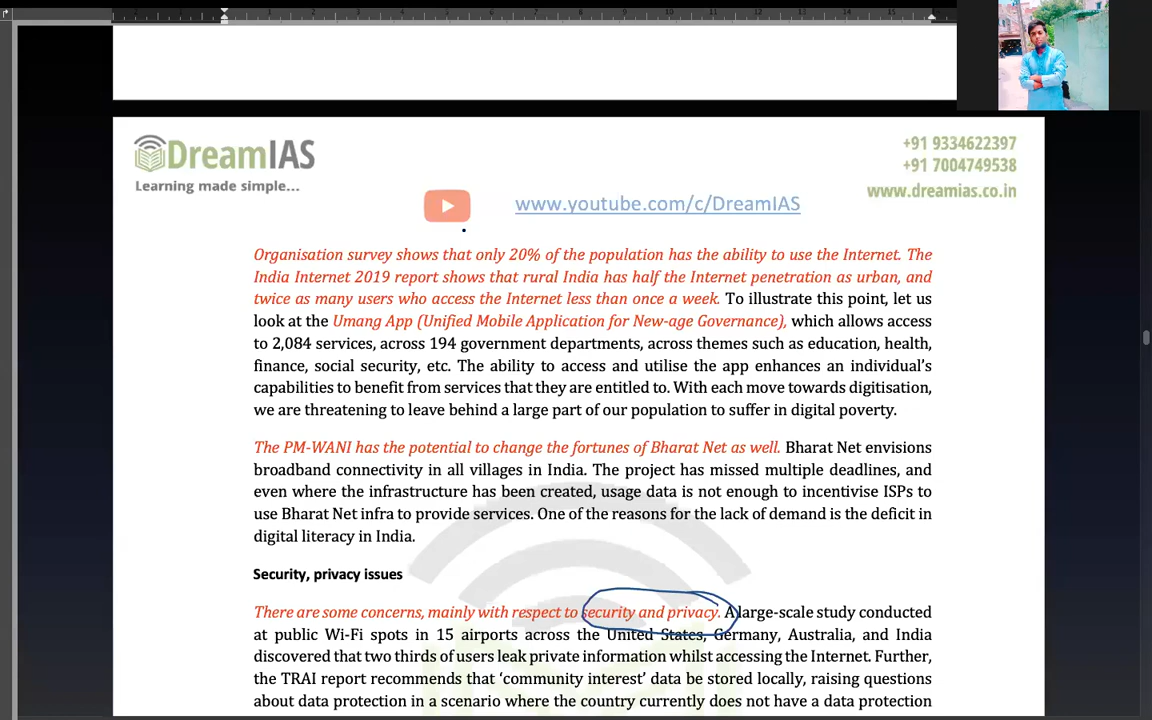 DreamIAS
Learning made simple...
+91 9334622397
+91 7004749538
www.dreamias.co.in
www.youtube.com/c/DreamIAS
Organisation survey shows that only 20% of the population has the ability to use the Internet. The
India Internet 2019 report shows that rural India has half the Internet penetration as urban, and
twice as many users who access the Internet less than once a week. To illustrate this point, let us
look at the Umang App (Unified Mobile Application for New-age Governance), which allows access
to 2,084 services, across 194 government departments, across themes such as education, health,
finance, social security, etc. The ability to access and utilise the app enhances an individual's
capabilities to benefit from services that they are entitled to. With each move towards digitisation,
we are threatening to leave behind a large part of our population to suffer in digital poverty.
The PM-WANI has the potential to change the fortunes of Bharat Net as well. Bharat Net envisions
broadband connectivity in all villages in India. The project has missed multiple deadlines, and
even where the infrastructure has been created, usage data is not enough to incentivise ISPs to
use Bharat Net infra to provide services. One of the reasons for the lack of demand is the deficit in
digital literacy in India.
Security, privacy issues
There are some concerns, mainly with respect to security and privacy. A large-scale study conducted
at public Wi-Fi spots in 15 airports across the United States, Germany, Australia, and India
discovered that two thirds of users leak private information whilst accessing the Internet. Further,
the TRAI report recommends that ‘community interest’ data be stored locally, raising questions
about data protection in a scenario where the country currently does not have a data protection